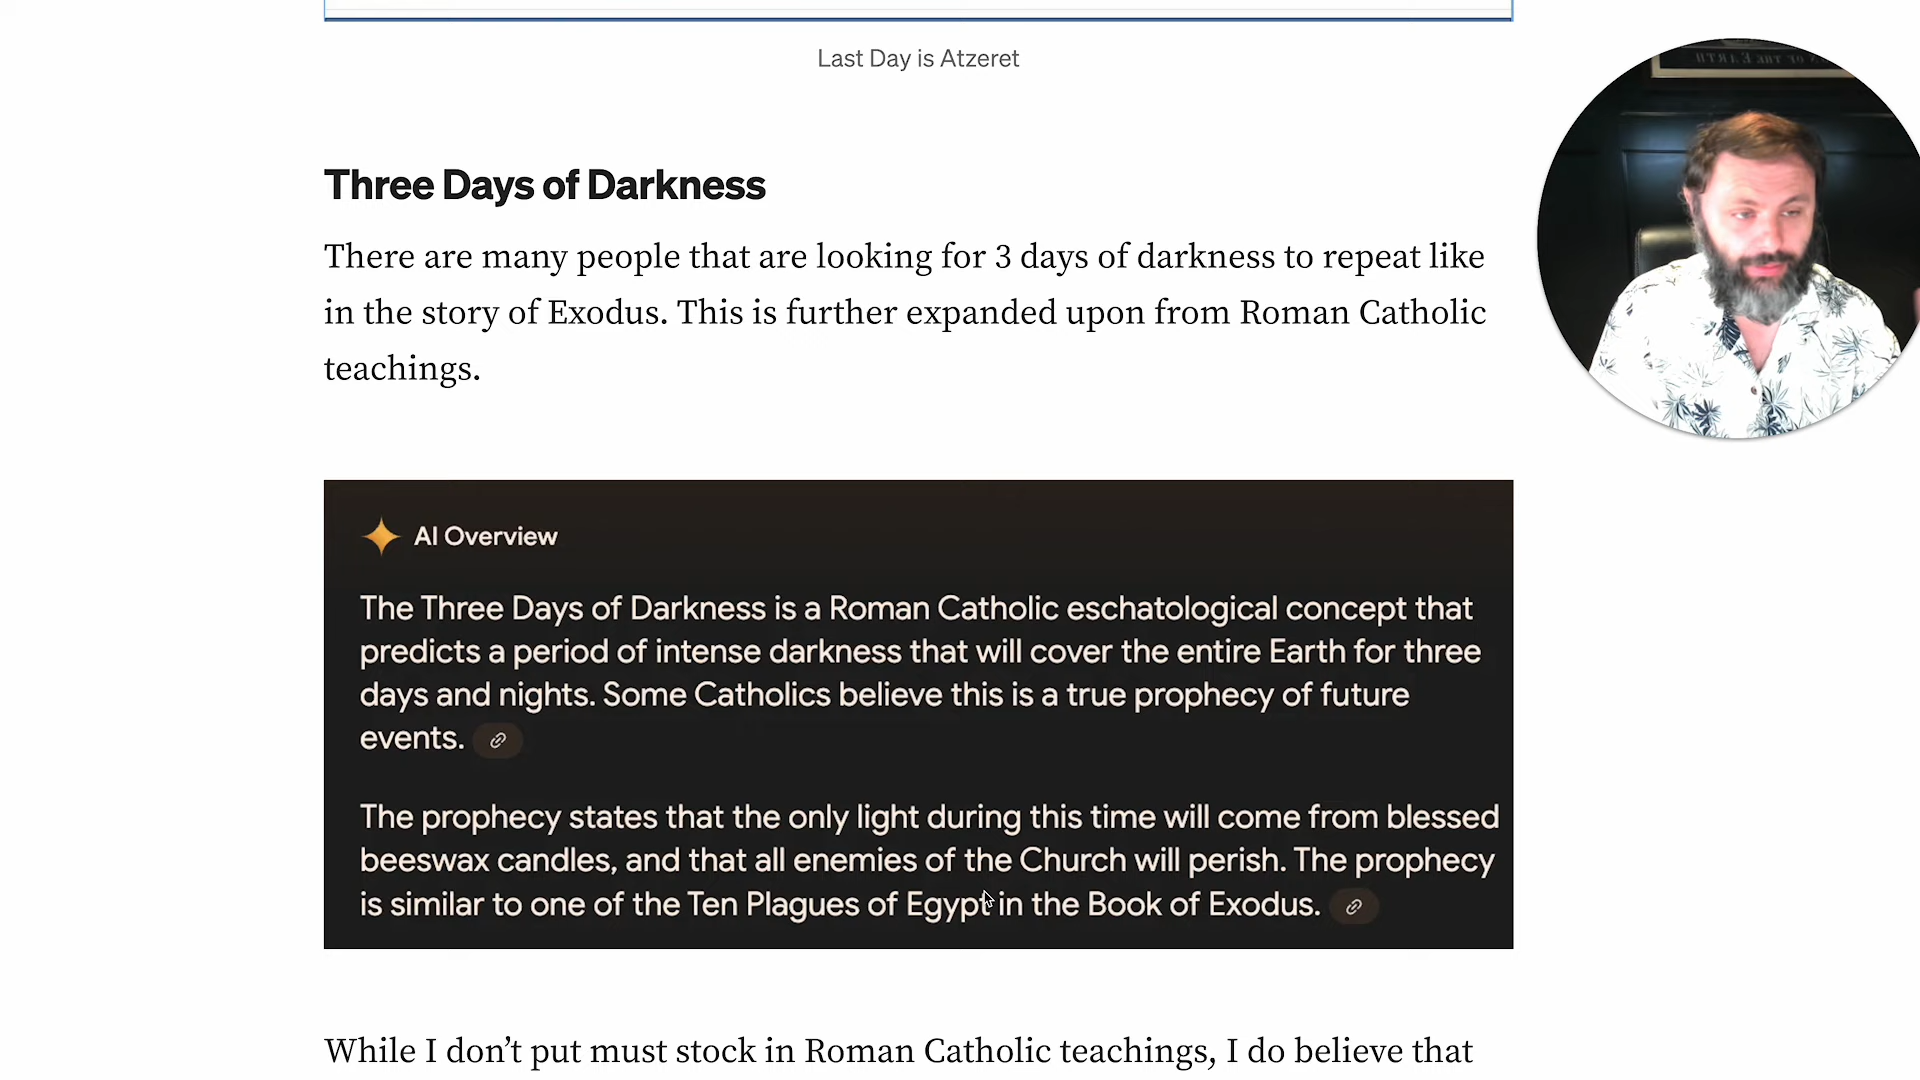 Last Day is Atzeret
Three Days of Darkness
There are many people that are looking for 3 days of darkness to repeat like
in the story of Exodus. This is further expanded upon from Roman Catholic
teachings.
AI Overview
The Three Days of Darkness is a Roman Catholic eschatological concept that
predicts a period of intense darkness that will cover the entire Earth for three
days and nights. Some Catholics believe this is a true prophecy of future
events.
The prophecy states that the only light during this time will come from blessed
beeswax candles, and that all enemies of the Church will perish. The prophecy
is similar to one of the Ten Plagues of Egypt in the Book of Exodus.
While I don’t put must stock in Roman Catholic teachings, I do believe that